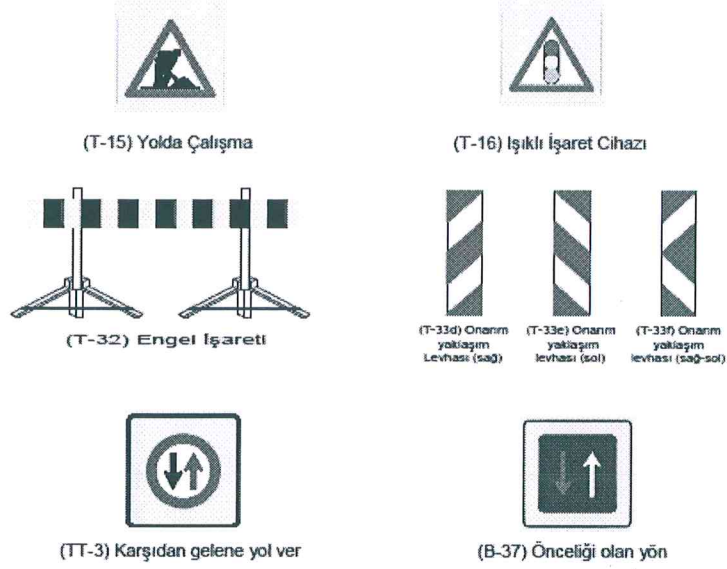 (T-15) Yolda Çalışma
(T-16) Işıklı İşaret Cihazı
(T-32) Engel İşareti
(T-33d) Onarım
yaklaşım
Levhası (sağ)
(T-33e) Onarım
yaklaşım
levhası (sol)
(T-33f) Onarım
yaklaşım
levhası (sağ-sol)
(TT-3) Karşıdan gelene yol ver
(B-37) Önceliği olan yön